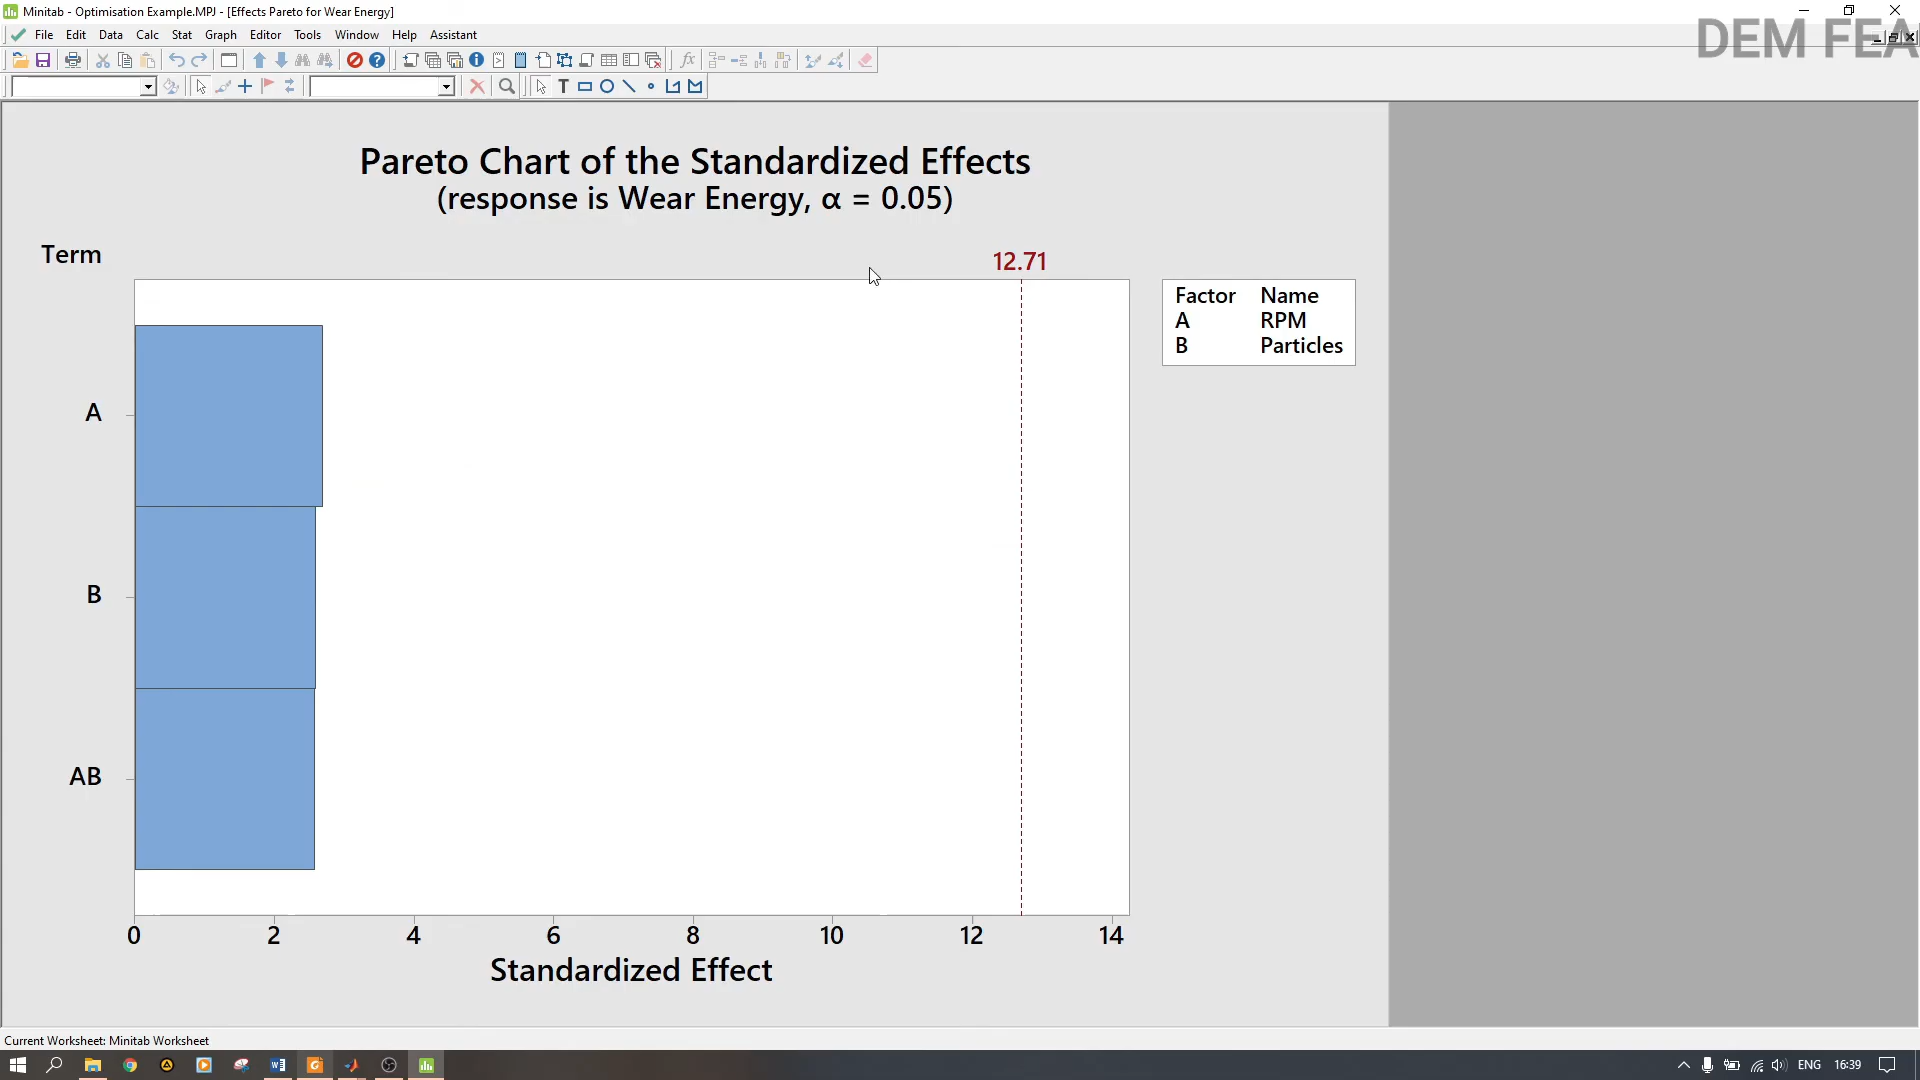 Minitab - Optimisation Example.MPJ - [Effects Pareto for Wear Energy]
File Edit Data Calc Stat Graph Editor Tools Window Help Assistant
DEM FEA
Pareto Chart of the Standardized Effects
(response is Wear Energy, α = 0.05)
Term
12.71
Factor Name
A RPM
B Particles
A
B
AB
0 2 4 6 8 10 12 14
Standardized Effect
Current Worksheet: Minitab Worksheet
ENG 16:39